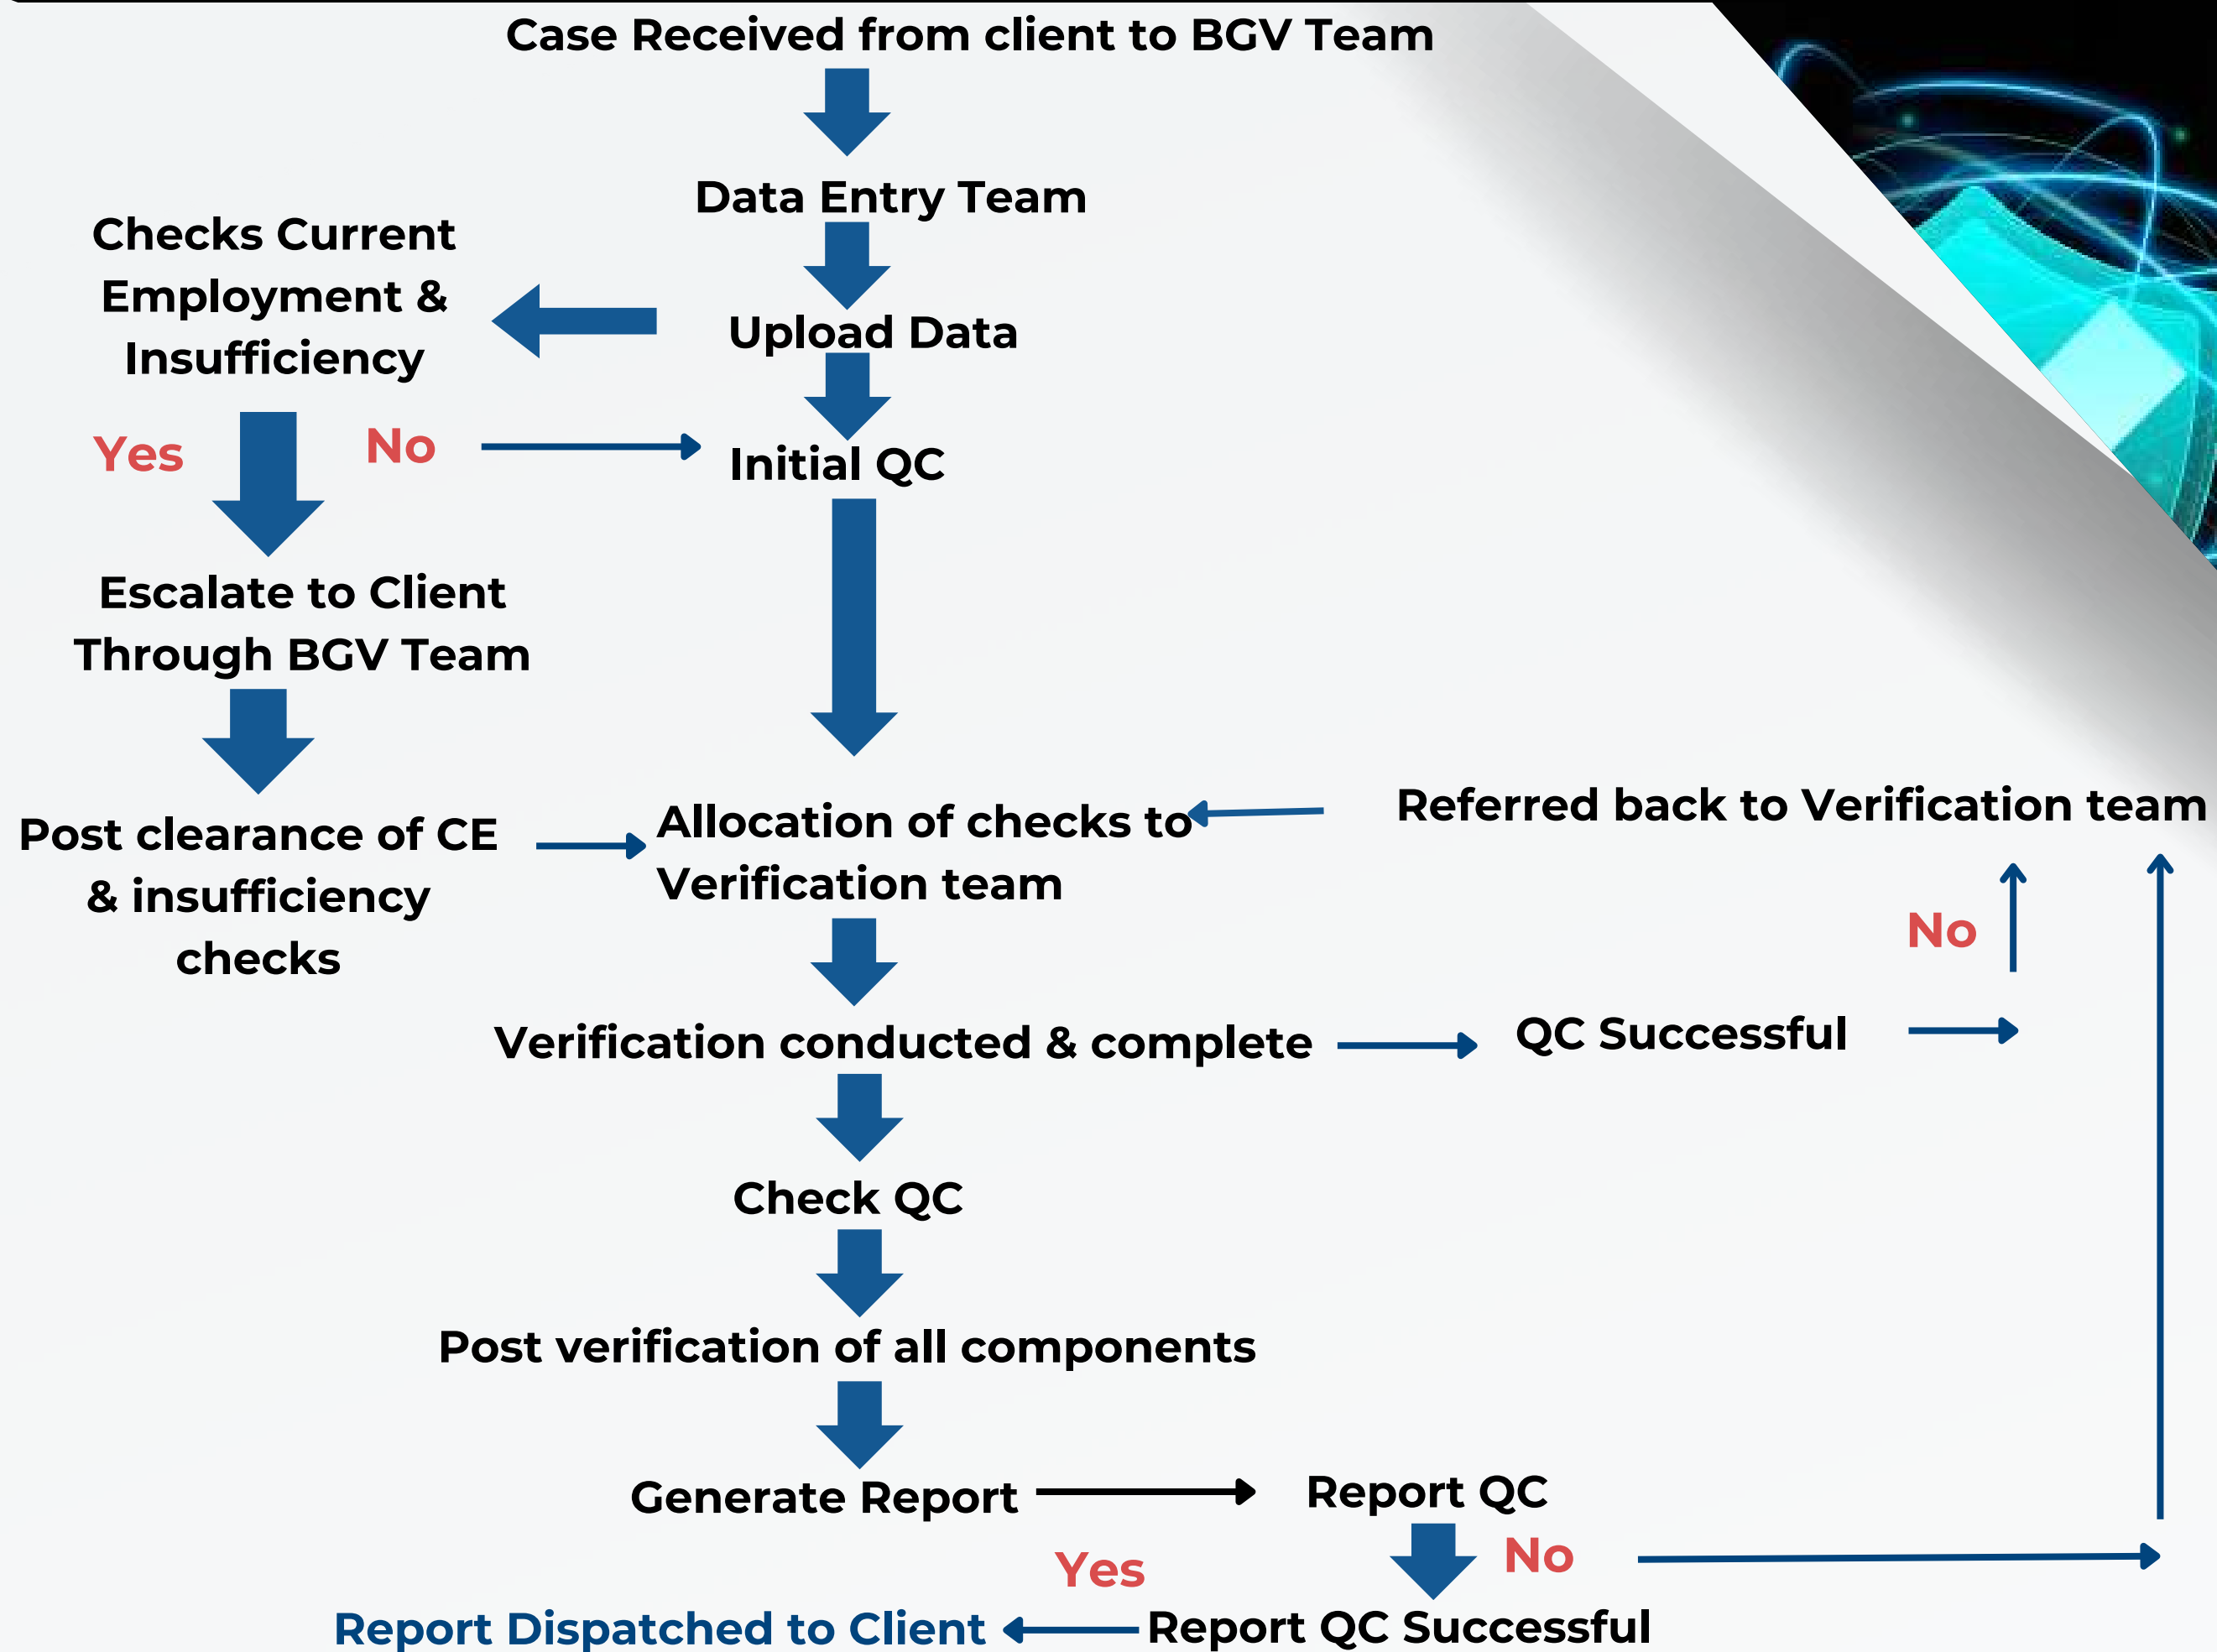 Case Received from client to BGV Team
Data Entry Team
Checks Current
Employment &
Insufficiency
Upload Data
Yes
No
Initial QC
Escalate to Client
Through BGV Team
Post clearance of CE
& insufficiency
checks
Allocation of checks to
Verification team
Referred back to Verification team
No
Verification conducted & complete
QC Successful
Check QC
Post verification of all components
Generate Report
Report QC
Yes
No
Report Dispatched to Client
Report QC Successful